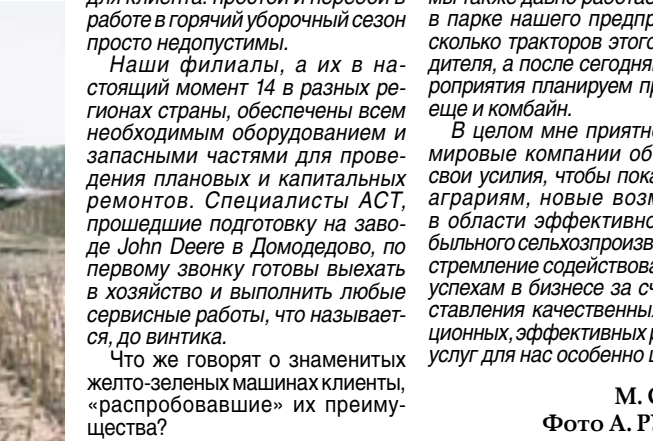 для клиента: простои и перебои в
работе в горячий уборочный сезон
просто недопустимы.
Наши филиалы, а их в на-
стоящий момент 14 в разных ре-
гионах страны, обеспечены всем
необходимым оборудованием и
запасными частями для прове-
дения плановых и капитальных
ремонтов. Специалисты АСТ,
прошедшие подготовку на заво-
де John Deere в Домодедово, по
первому звонку готовы выехать
в хозяйство и выполнить любые
сервисные работы, что называет-
ся, до винтика.
Что же говорят о знаменитых
желто-зеленых машинах клиенты,
«распробовавшие» их преиму-
щества?
мы также давно работае
в парке нашего предпр
сколько тракторов этого
дителя, а после сегодня
роприятия планируем п
еще и комбайн.
В целом мне приятн
мировые компании об
свои усилия, чтобы пок
аграриям, новые воз
в области эффективно
быльного сельхозпроизв
стремление содействова
успехам в бизнесе за с
ставления качественны
ционных, эффективных
услуг для нас особенно
М.
Фото А. РУ